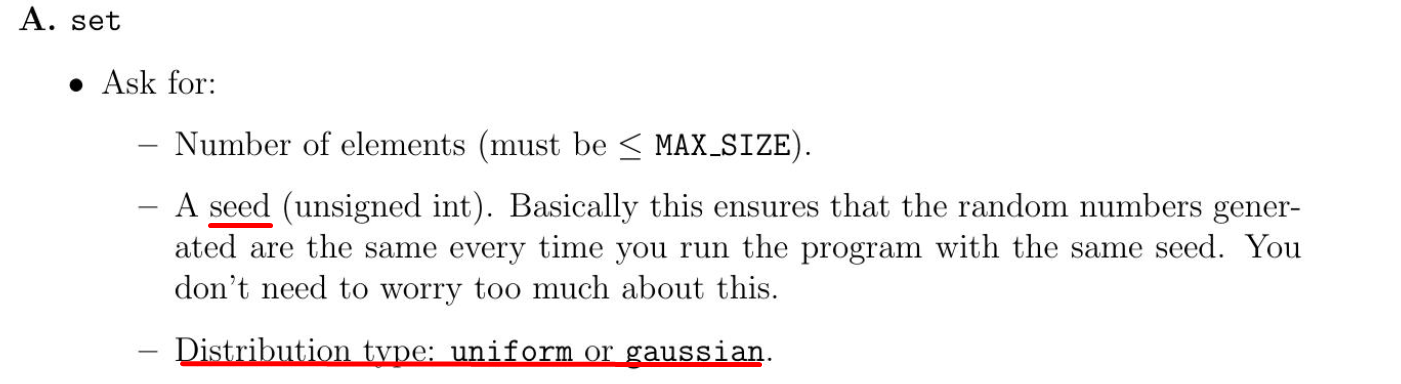 A. set
• Ask for:
– Number of elements (must be ≤ MAX_SIZE).
– A seed (unsigned int). Basically this ensures that the random numbers gener-
ated are the same every time you run the program with the same seed. You
don't need to worry too much about this.
– Distribution type: uniform or gaussian.